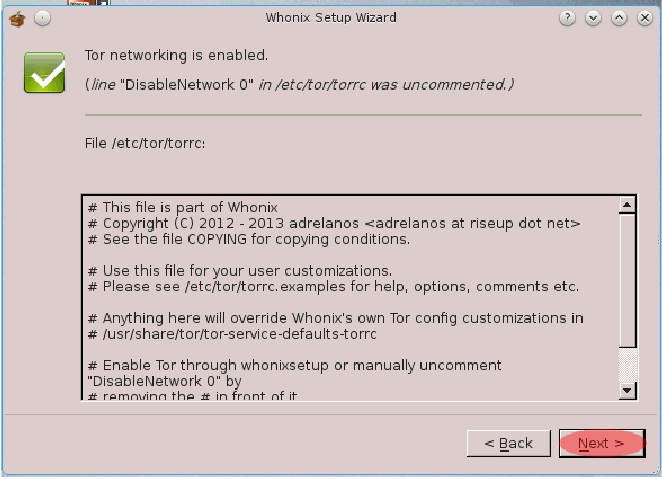 Whonix Setup Wizard
Tor networking is enabled.
(line "DisableNetwork 0" in /etc/tor/torrc was uncommented.)
File /etc/tor/torrc:
# This file is part of Whonix
# Copyright (C) 2012 - 2013 adrelanos <adrelanos at riseup dot net>
# See the file COPYING for copying conditions.
# Use this file for your user customizations.
# Please see /etc/tor/torrc.examples for help, options, comments etc.
# Anything here will override Whonix's own Tor config customizations in
# /usr/share/tor/tor-service-defaults-torrc
# Enable Tor through whonixsetup or manually uncomment
"DisableNetwork 0" by
# removing the # in front of it
< Back
Next >